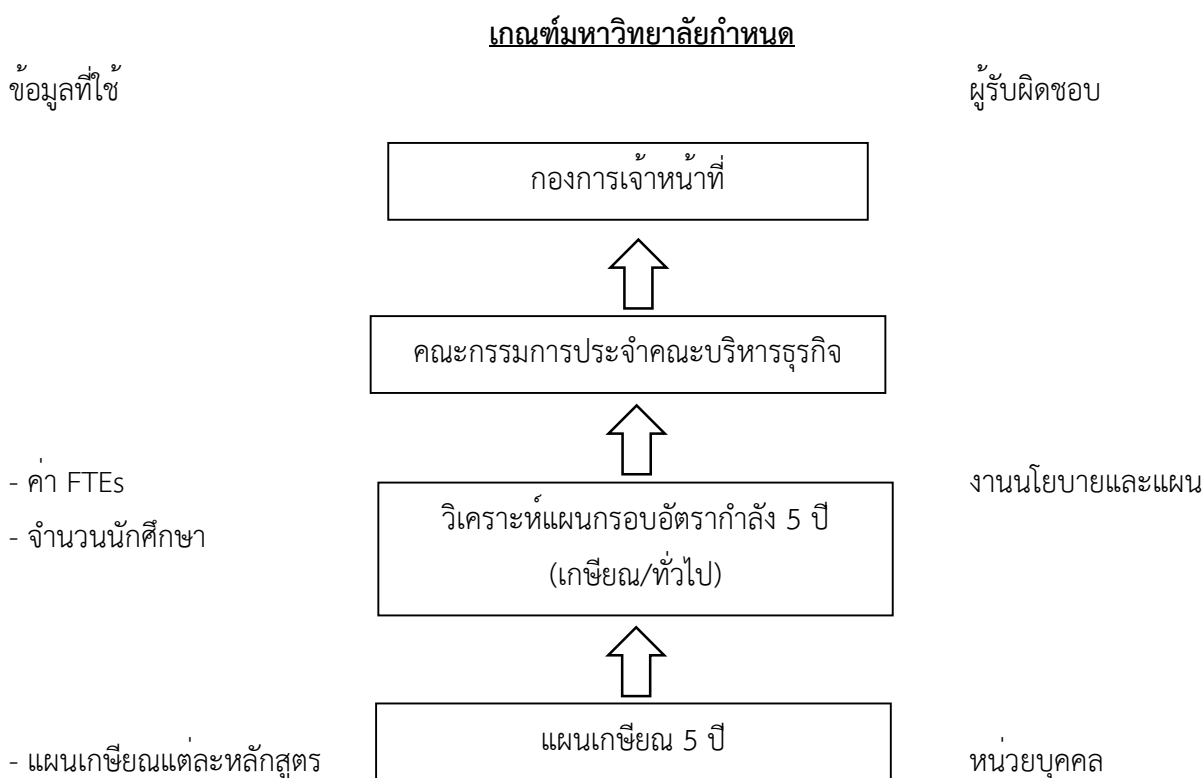 เกณฑ์มหาวิทยาลัยกำหนด
ข้อมูลที่ใช้ ผู้รับผิดชอบ
กองการเจ้าหน้าที่
คณะกรรมการประจำคณะบริหารธุรกิจ
- ค่า FTEs งานนโยบายและแผน
วิเคราะห์แผนกรอบอัตรากำลัง 5 ปี
- จำนวนนักศึกษา
(เกษียณ/ทั่วไป)
แผนเกษียณ 5 ปี
- แผนเกษียณแต่ละหลักสูตร หน่วยบุคคล